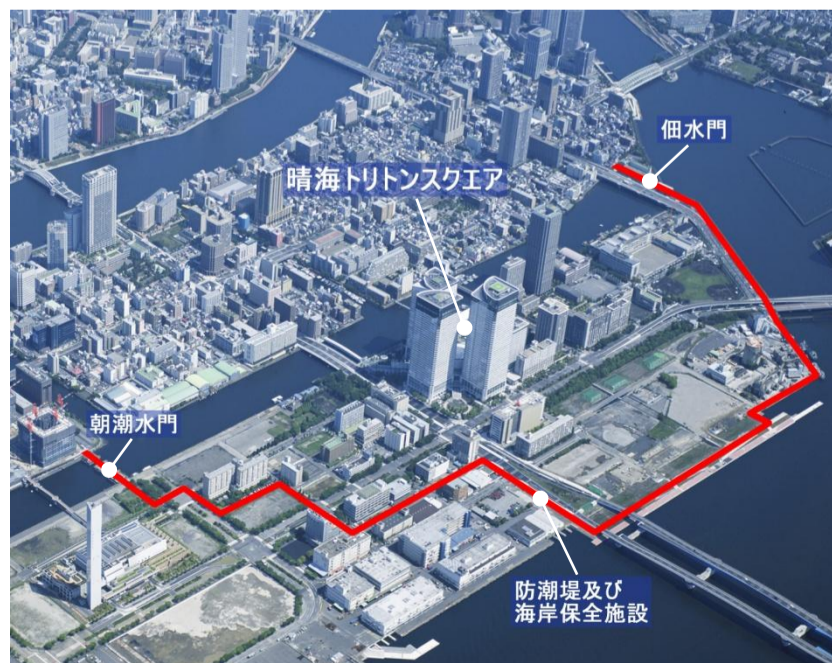 佃水門
晴海トリトンスクエア
朝潮水門
防潮堤及び
海岸保全施設